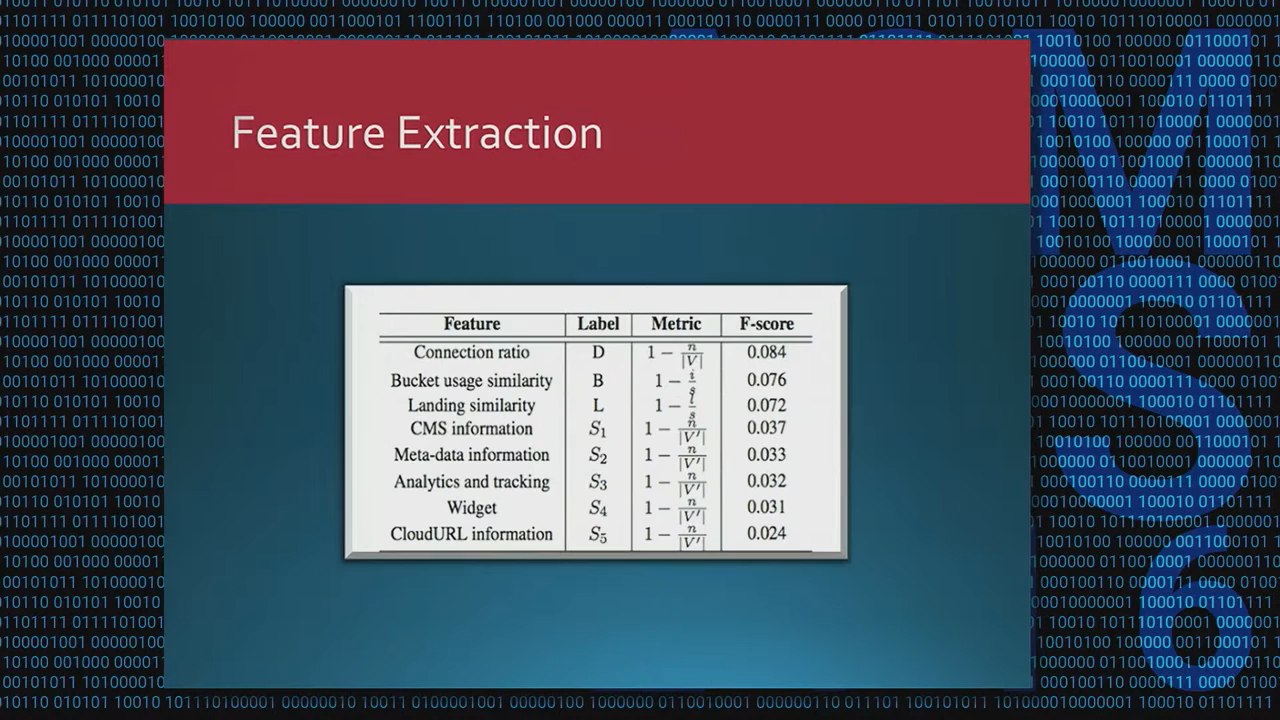 Feature Extraction
Feature Label Metric F-score
Connection ratio D 1 − n/|V| 0.084
Bucket usage similarity B 1 − i/s 0.076
Landing similarity L 1 − l/s 0.072
CMS information S₁ 1 − n/|V′| 0.037
Meta-data information S₂ 1 − n/|V′| 0.033
Analytics and tracking S₃ 1 − n/|V′| 0.032
Widget S₄ 1 − n/|V′| 0.031
CloudURL information S₅ 1 − n/|V′| 0.024